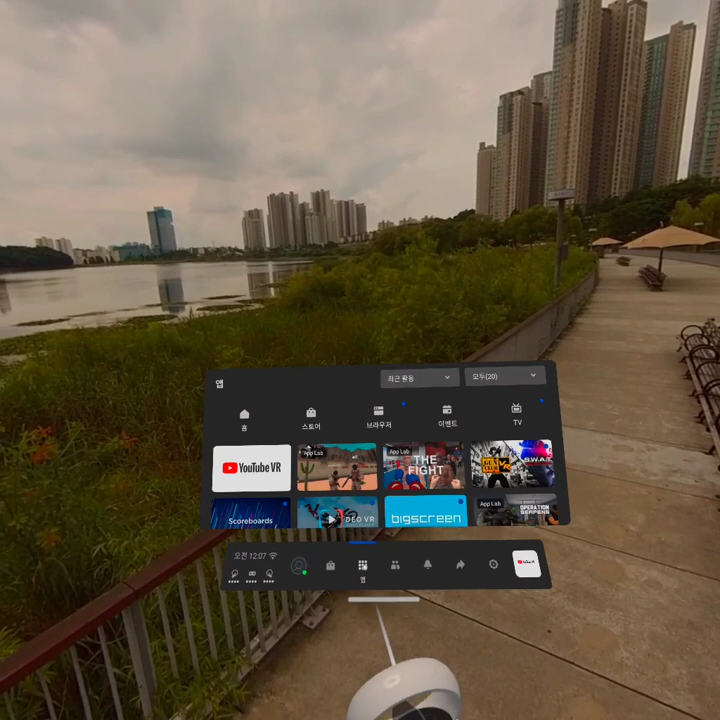 앱
최근 활동
모두(20)
홈
스토어
브라우저
이벤트
TV
YouTube VR
App Lab
App Lab
THE FIGHT
GUN CLUB
S.W.A.T.
Scoreboards
DEO VR
bigscreen
App Lab
OPERATION SERPENS
오전 12:07
앱